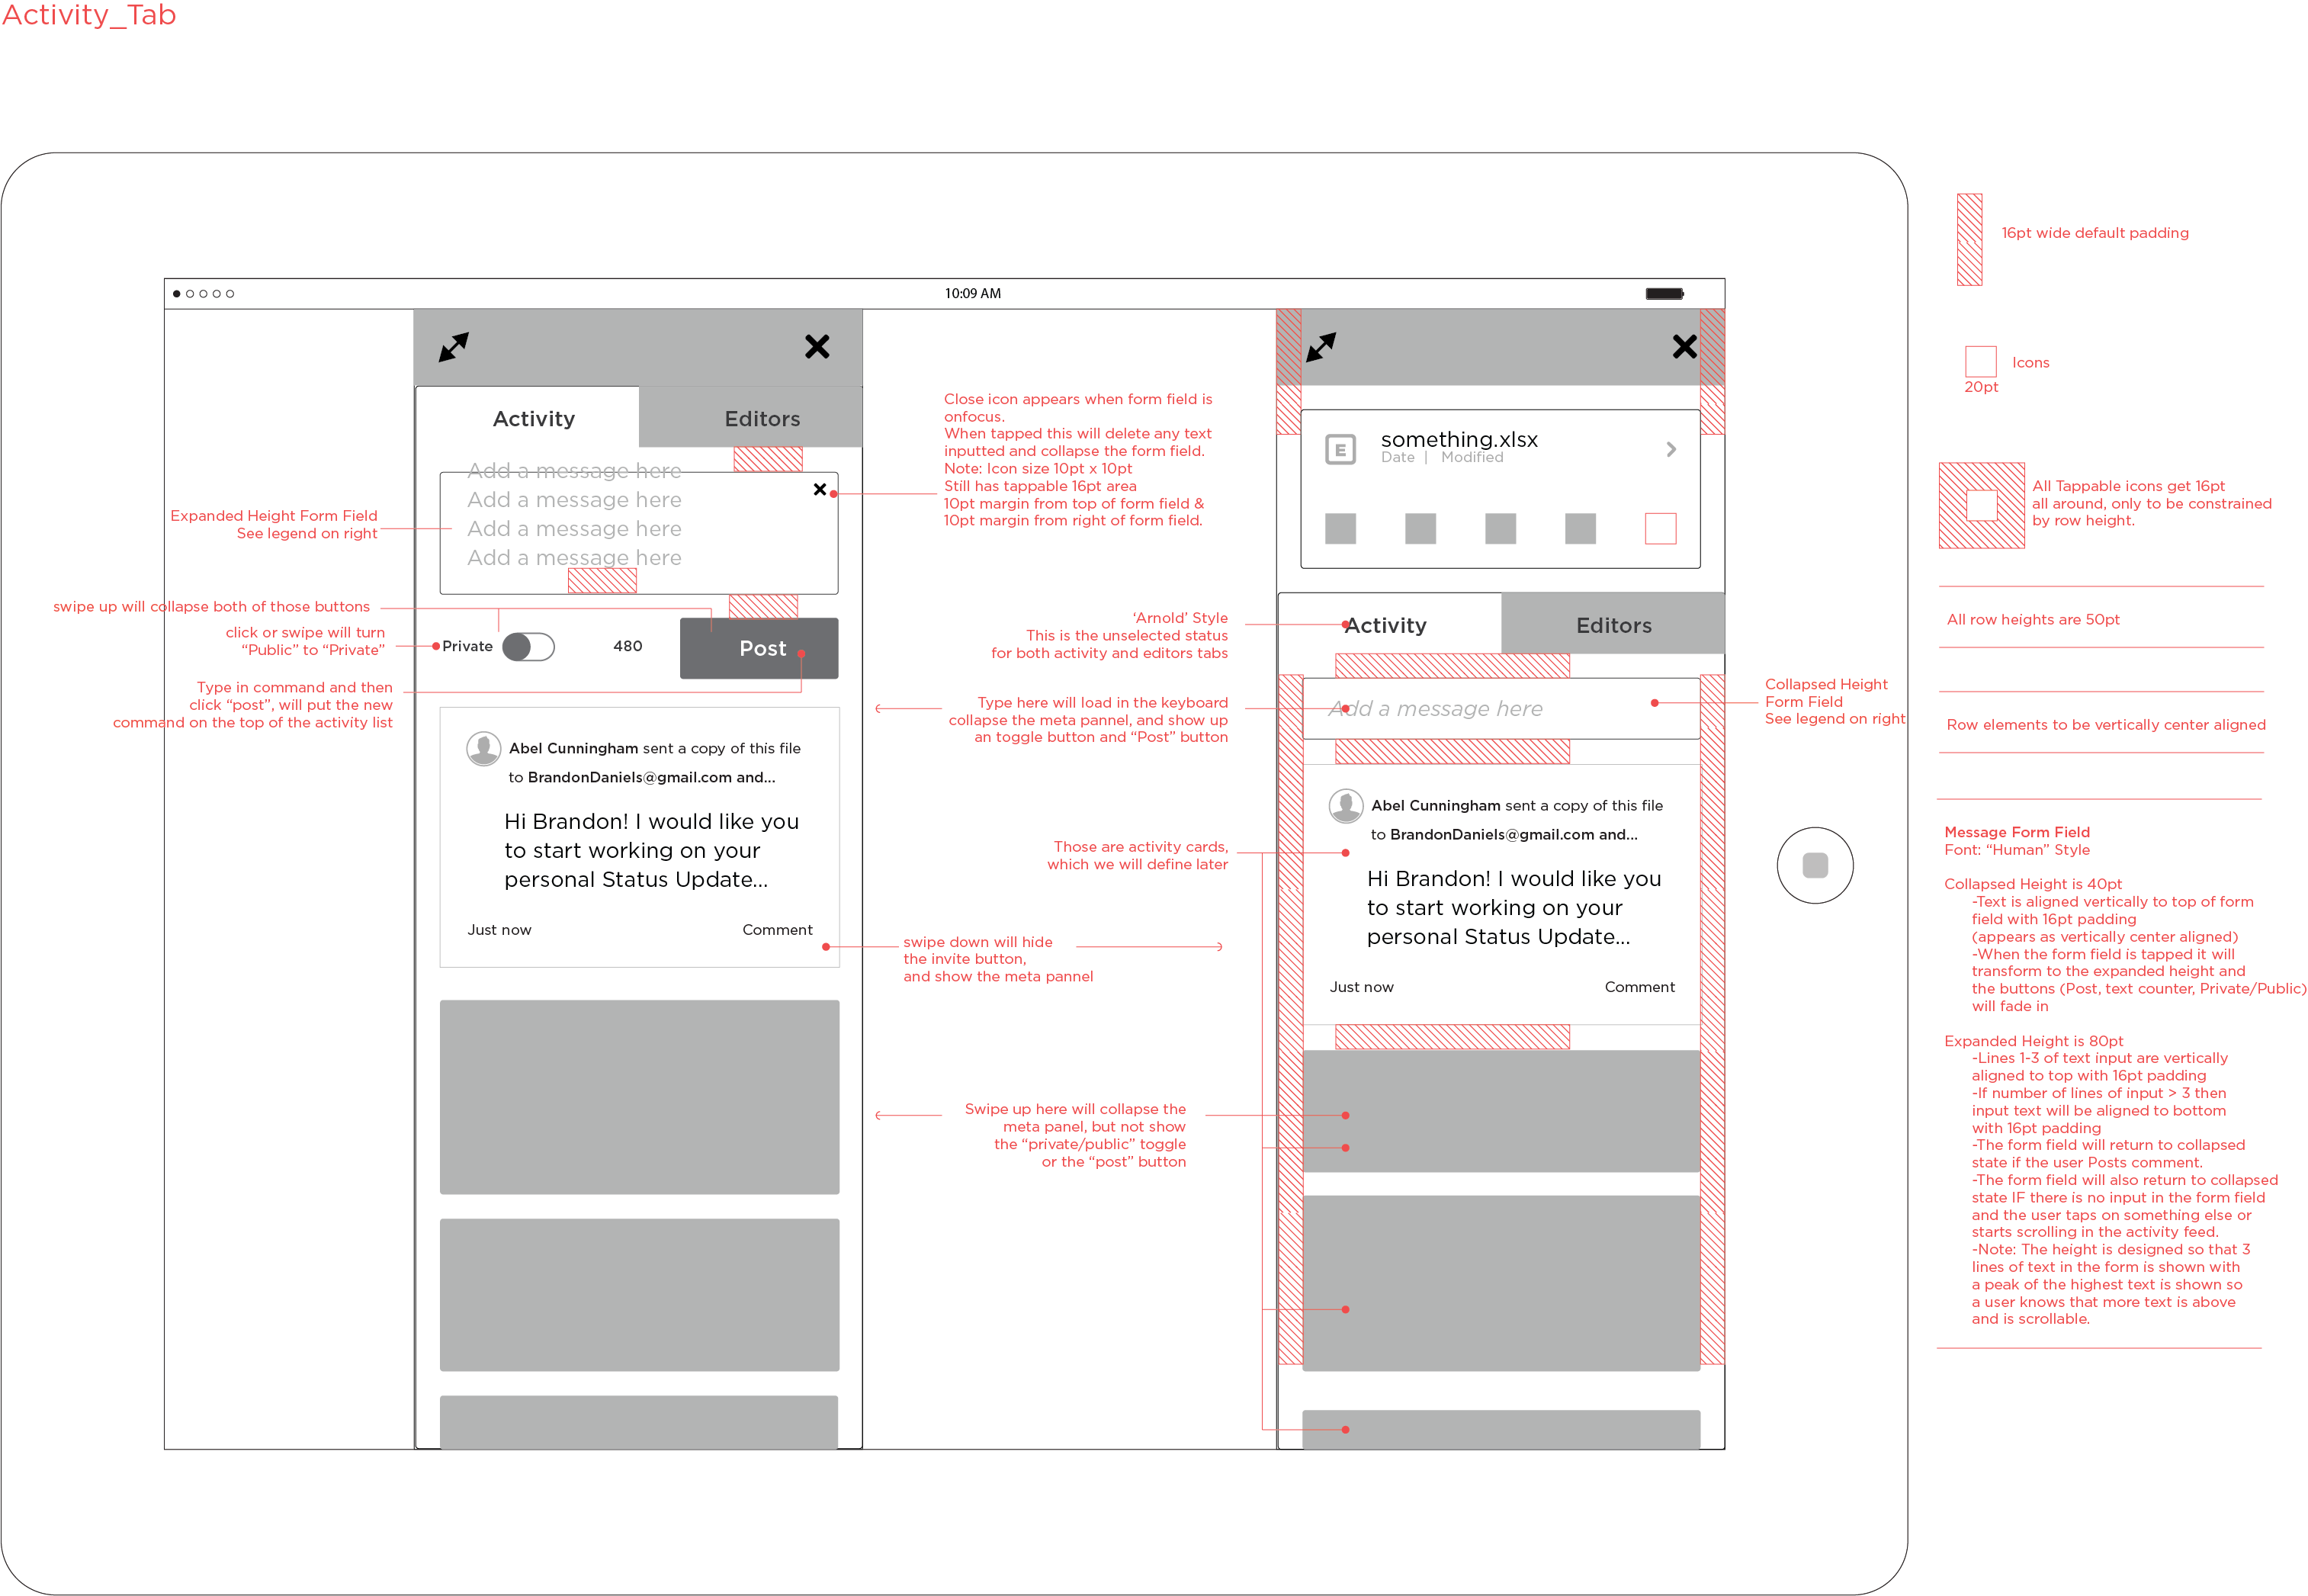 Activity_Tab
10:09 AM
Activity
Editors
Add a message here
Add a message here
Add a message here
Add a message here
Expanded Height Form Field
See legend on right
swipe up will collapse both of those buttons
click or swipe will turn
“Public” to “Private”
Private
480
Post
Type in command and then
click “post”, will put the new
command on the top of the activity list
Abel Cunningham sent a copy of this file
to BrandonDaniels@gmail.com and...
Hi Brandon! I would like you
to start working on your
personal Status Update...
Just now
Comment
Close icon appears when form field is
onfocus.
When tapped this will delete any text
inputted and collapse the form field.
Note: Icon size 10pt x 10pt
Still has tappable 16pt area
10pt margin from top of form field &
10pt margin from right of form field.
‘Arnold’ Style
This is the unselected status
for both activity and editors tabs
Type here will load in the keyboard
collapse the meta pannel, and show up
an toggle button and “Post” button
Those are activity cards,
which we will define later
swipe down will hide
the invite button,
and show the meta pannel
Swipe up here will collapse the
meta panel, but not show
the “private/public” toggle
or the “post” button
E
something.xlsx
Date | Modified
Activity
Editors
Add a message here
Collapsed Height
Form Field
See legend on right
Abel Cunningham sent a copy of this file
to BrandonDaniels@gmail.com and...
Hi Brandon! I would like you
to start working on your
personal Status Update...
Just now
Comment
16pt wide default padding
Icons
20pt
All Tappable icons get 16pt
all around, only to be constrained
by row height.
All row heights are 50pt
Row elements to be vertically center aligned
Message Form Field
Font: “Human” Style
Collapsed Height is 40pt
-Text is aligned vertically to top of form
field with 16pt padding
(appears as vertically center aligned)
-When the form field is tapped it will
transform to the expanded height and
the buttons (Post, text counter, Private/Public)
will fade in
Expanded Height is 80pt
-Lines 1-3 of text input are vertically
aligned to top with 16pt padding
-If number of lines of input > 3 then
input text will be aligned to bottom
with 16pt padding
-The form field will return to collapsed
state if the user Posts comment.
-The form field will also return to collapsed
state IF there is no input in the form field
and the user taps on something else or
starts scrolling in the activity feed.
-Note: The height is designed so that 3
lines of text in the form is shown with
a peak of the highest text is shown so
a user knows that more text is above
and is scrollable.